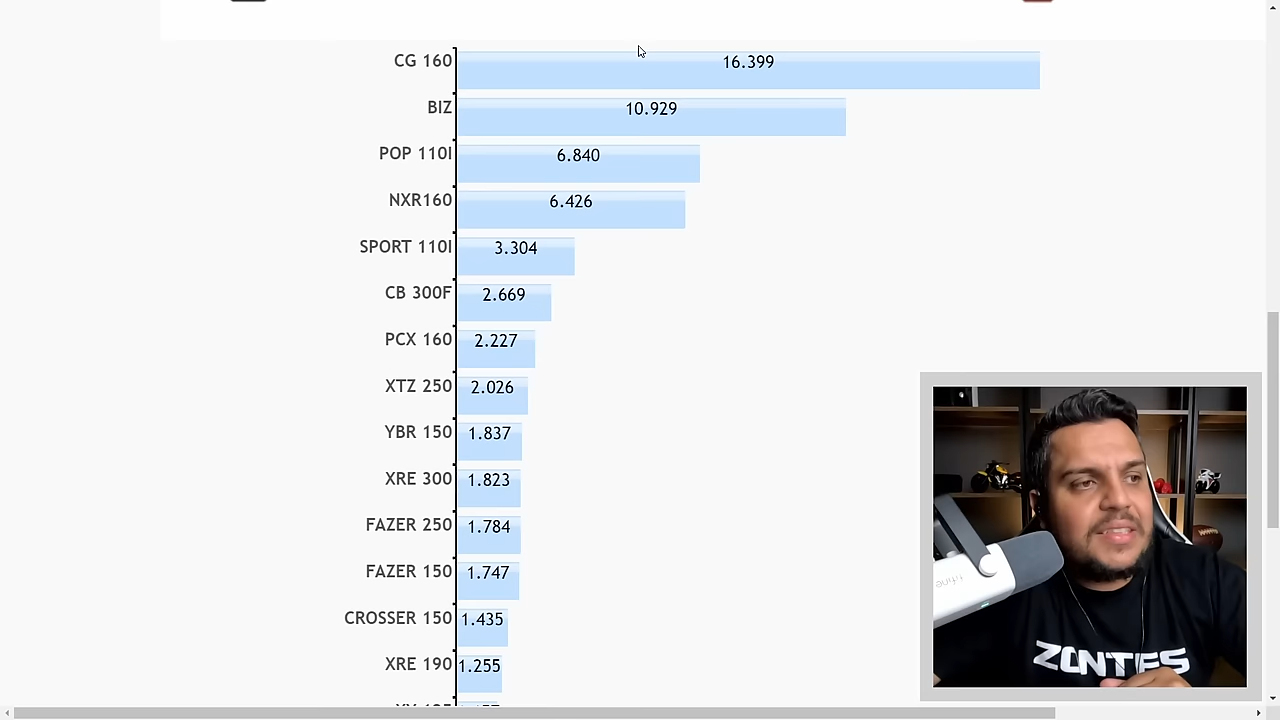 CG 160 16.399
BIZ 10.929
POP 110I 6.840
NXR160 6.426
SPORT 110I 3.304
CB 300F 2.669
PCX 160 2.227
XTZ 250 2.026
YBR 150 1.837
XRE 300 1.823
FAZER 250 1.784
FAZER 150 1.747
CROSSER 150 1.435
XRE 190 1.255
fifine
ZONTES